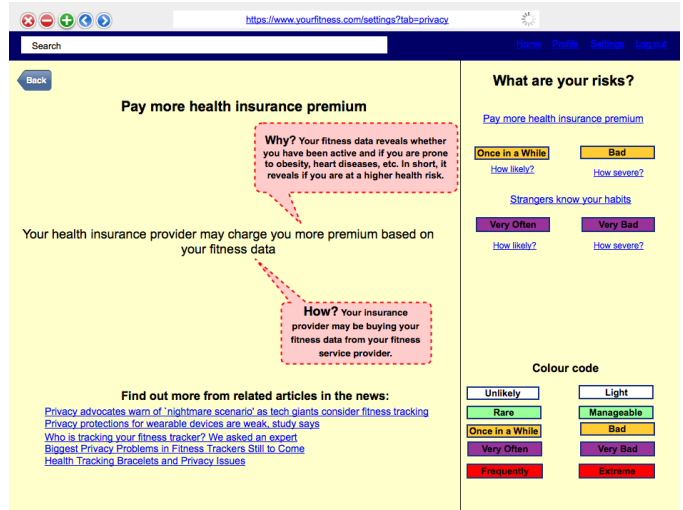 https://www.yourfitness.com/settings?tab=privacy
Search
Home Profile Settings Log out
Back
Pay more health insurance premium
Why? Your fitness data reveals whether
you have been active and if you are prone
to obesity, heart diseases, etc. In short, it
reveals if you are at a higher health risk.
Your health insurance provider may charge you more premium based on
your fitness data
How? Your insurance
provider may be buying your
fitness data from your fitness
service provider.
Find out more from related articles in the news:
Privacy advocates warn of `nightmare scenario' as tech giants consider fitness tracking
Privacy protections for wearable devices are weak, study says
Who is tracking your fitness tracker? We asked an expert
Biggest Privacy Problems in Fitness Trackers Still to Come
Health Tracking Bracelets and Privacy Issues
What are your risks?
Pay more health insurance premium
Once in a While Bad
How likely? How severe?
Strangers know your habits
Very Often Very Bad
How likely? How severe?
Colour code
Unlikely Light
Rare Manageable
Once in a While Bad
Very Often Very Bad
Frequently Extreme